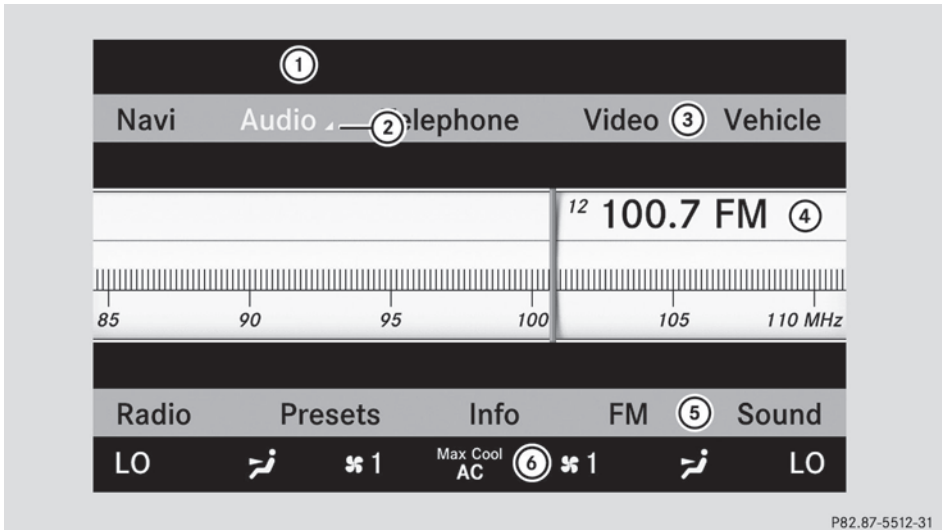 1
Navi Audio 2 elephone Video 3 Vehicle
12 100.7 FM 4
85 90 95 100 105 110 MHz
Radio Presets Info FM 5 Sound
LO 1 Max Cool AC 6 1 LO
P82.87-5512-31